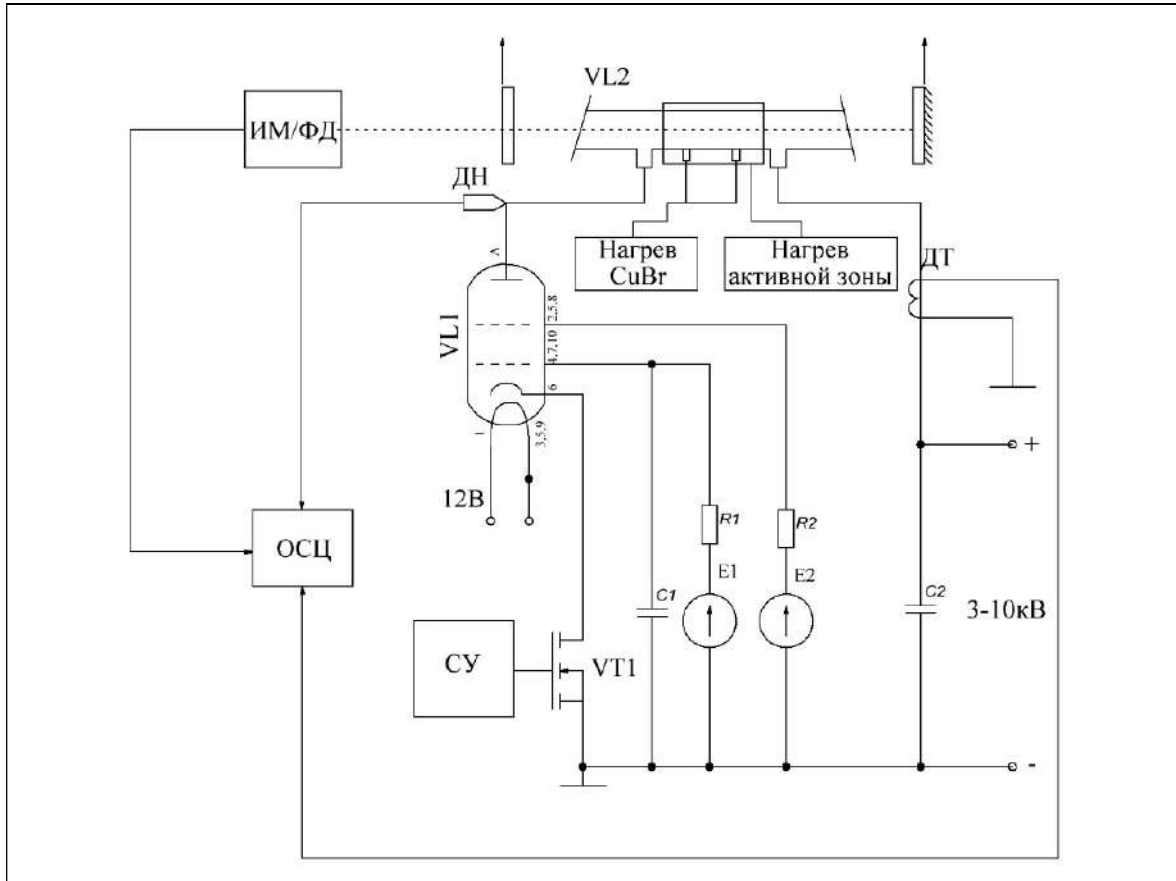 VL2
ИМ/ФД
ДН
Нагрев
CuBr
Нагрев
активной зоны
ДТ
A
VL1
2,5,8
4,7,10
6
1
3,5,9
12В
+
R1
R2
ОСЦ
E1
E2
C1
C2
3-10кВ
СУ
VT1
-